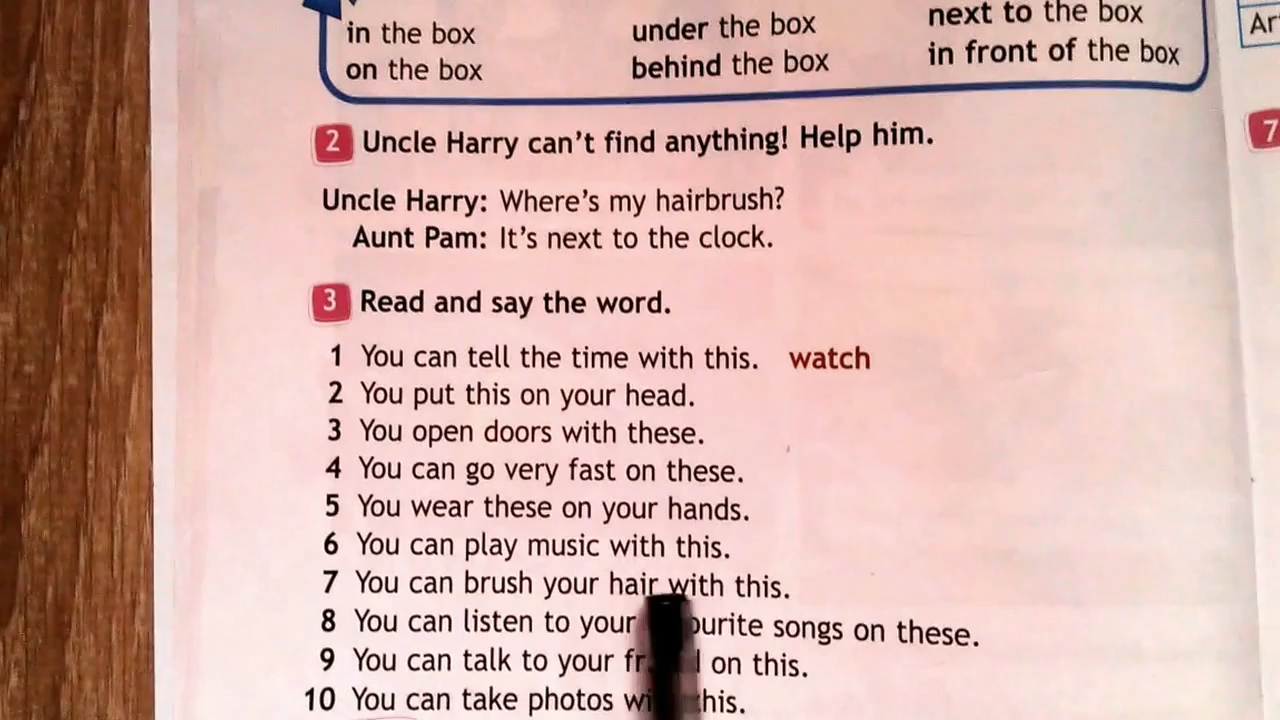 in the box under the box next to the box
on the box behind the box in front of the box
2 Uncle Harry can't find anything! Help him.
Uncle Harry: Where's my hairbrush?
Aunt Pam: It's next to the clock.
3 Read and say the word.
1 You can tell the time with this. watch
2 You put this on your head.
3 You open doors with these.
4 You can go very fast on these.
5 You wear these on your hands.
6 You can play music with this.
7 You can brush your hair with this.
8 You can listen to your songs on these.
9 You can talk to your on this.
10 You can take photos
7